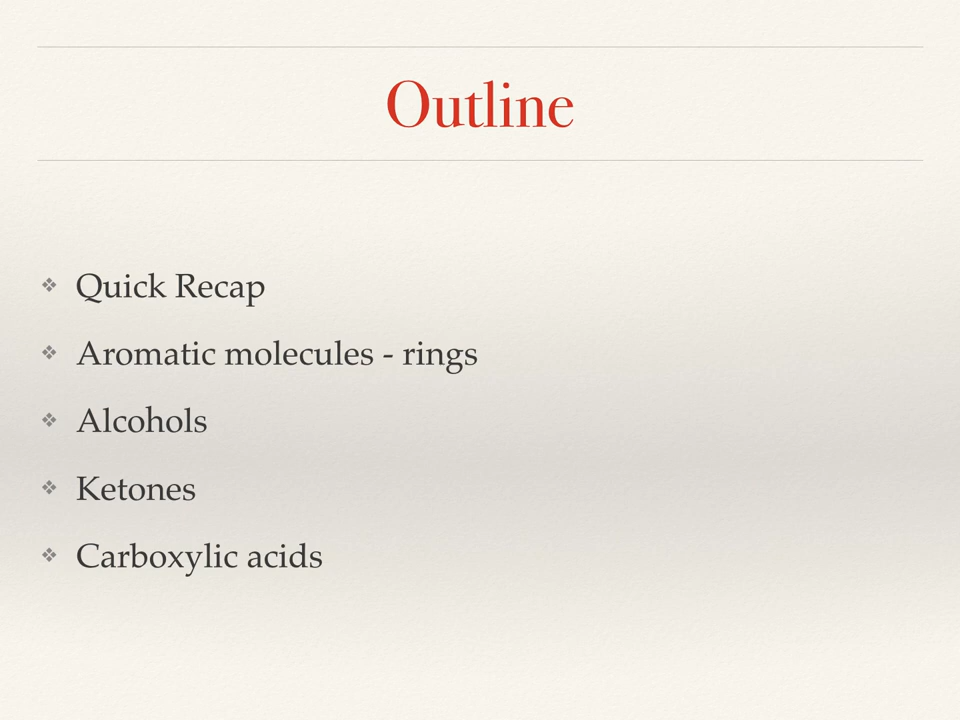 Outline
Quick Recap
Aromatic molecules - rings
Alcohols
Ketones
Carboxylic acids